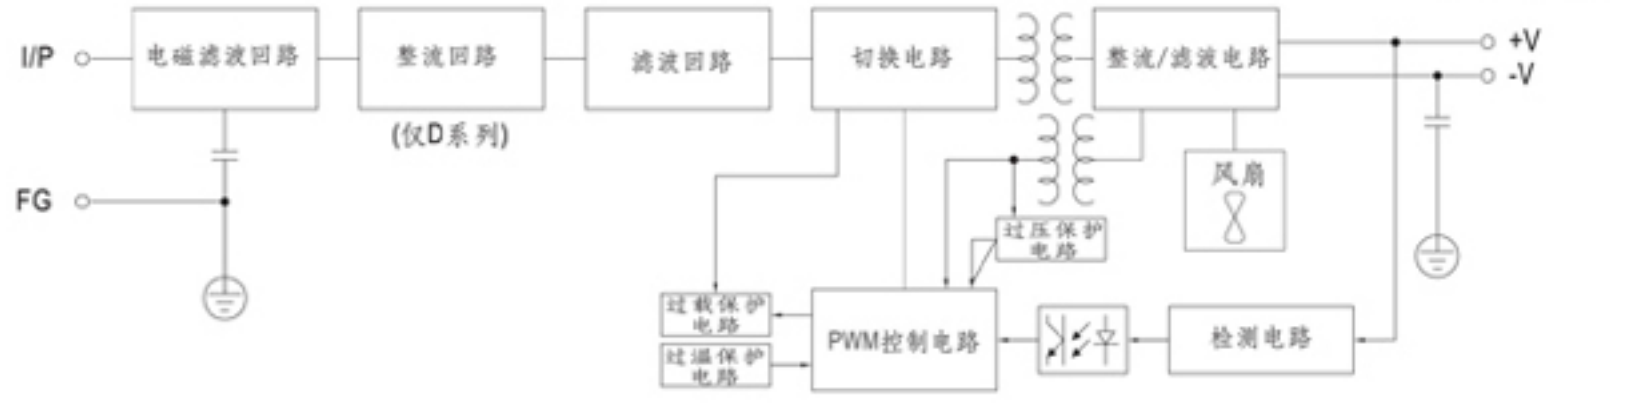 I/P
电磁滤波回路
整流回路
滤波回路
切换电路
整流/滤波电路
+V
-V
(仅D系列)
FG
风扇
过压保护
电路
过载保护
电路
PWM控制电路
检测电路
过温保护
电路